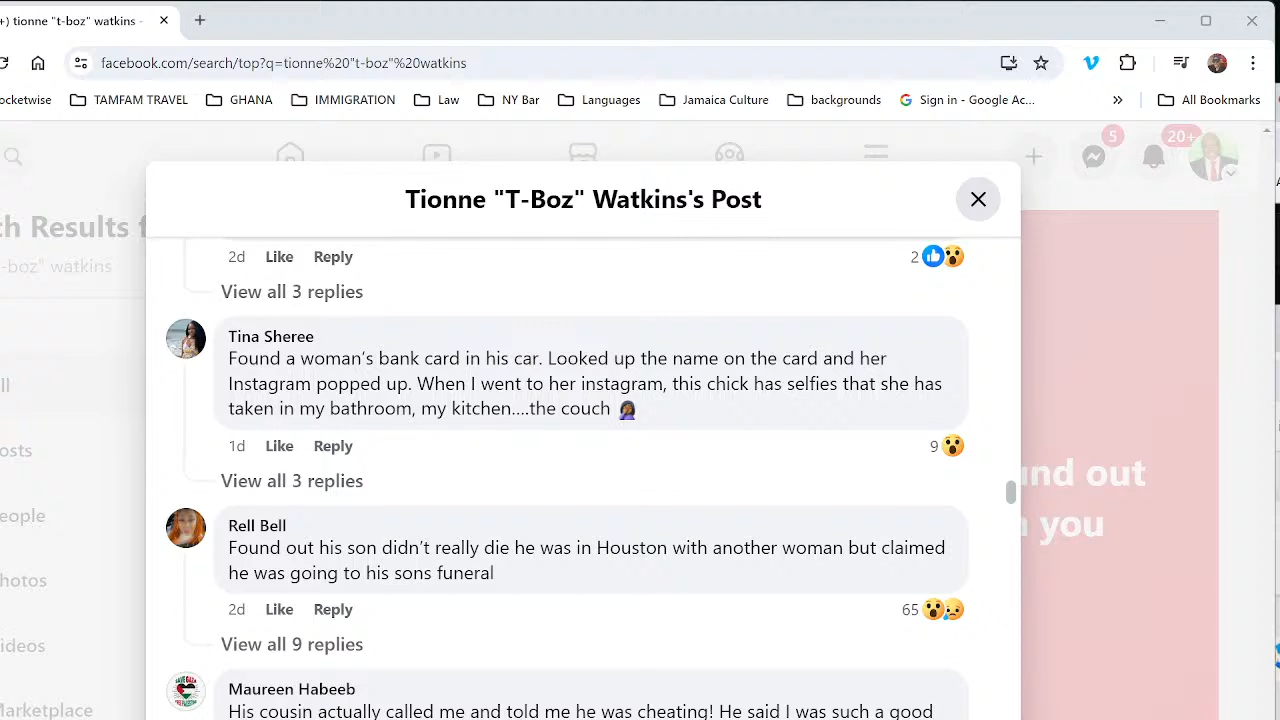 +) tionne "t-boz" watkins -
facebook.com/search/top?q=tionne%20"t-boz"%20watkins
ocketwise TAMFAM TRAVEL GHANA IMMIGRATION Law NY Bar Languages Jamaica Culture backgrounds Sign in - Google Ac... » All Bookmarks
5 20+
Tionne "T-Boz" Watkins's Post
ch Results f
-boz" watkins
2d Like Reply 2
View all 3 replies
Tina Sheree
Found a woman's bank card in his car. Looked up the name on the card and her
Instagram popped up. When I went to her instagram, this chick has selfies that she has
taken in my bathroom, my kitchen....the couch
1d Like Reply 9
View all 3 replies
ll
osts
eople
hotos
ideos
Marketplace
und out
n you
Rell Bell
Found out his son didn't really die he was in Houston with another woman but claimed
he was going to his sons funeral
2d Like Reply 65
View all 9 replies
Maureen Habeeb
His cousin actually called me and told me he was cheating! He said I was such a good